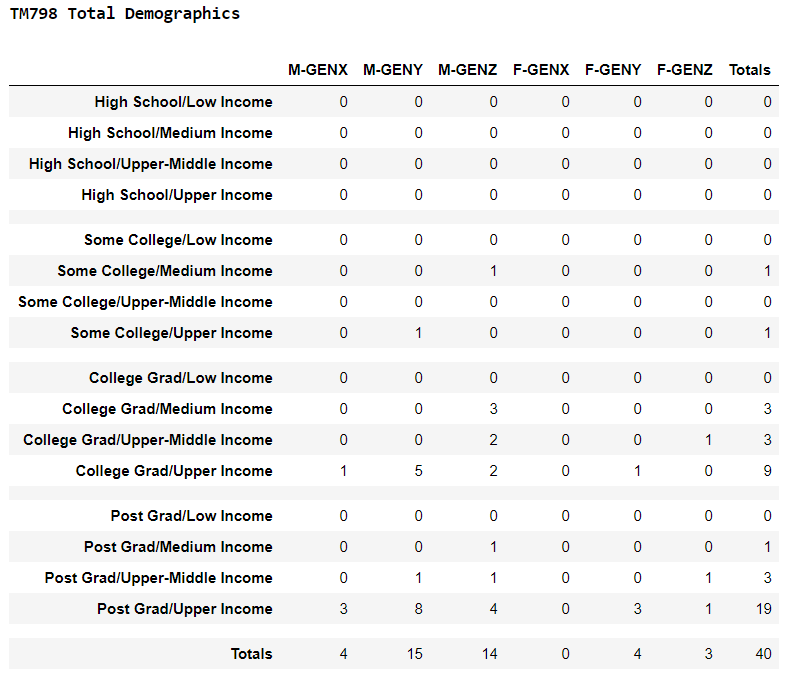 TM798 Total Demographics
M-GENX M-GENY M-GENZ F-GENX F-GENY F-GENZ Totals
High School/Low Income 0 0 0 0 0 0 0
High School/Medium Income 0 0 0 0 0 0 0
High School/Upper-Middle Income 0 0 0 0 0 0 0
High School/Upper Income 0 0 0 0 0 0 0
Some College/Low Income 0 0 0 0 0 0 0
Some College/Medium Income 0 0 1 0 0 0 1
Some College/Upper-Middle Income 0 0 0 0 0 0 0
Some College/Upper Income 0 1 0 0 0 0 1
College Grad/Low Income 0 0 0 0 0 0 0
College Grad/Medium Income 0 0 3 0 0 0 3
College Grad/Upper-Middle Income 0 0 2 0 0 1 3
College Grad/Upper Income 1 5 2 0 1 0 9
Post Grad/Low Income 0 0 0 0 0 0 0
Post Grad/Medium Income 0 0 1 0 0 0 1
Post Grad/Upper-Middle Income 0 1 1 0 0 1 3
Post Grad/Upper Income 3 8 4 0 3 1 19
Totals 4 15 14 0 4 3 40